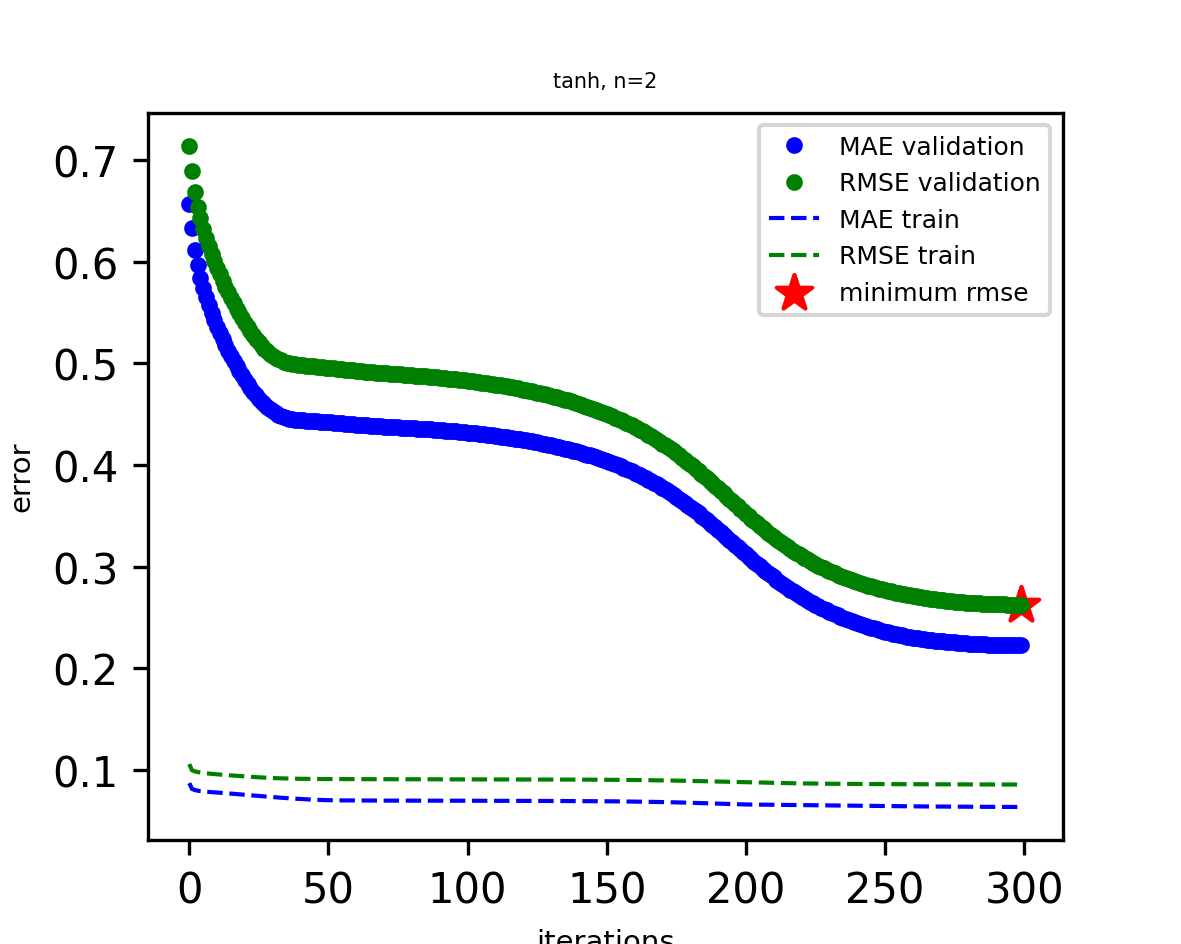 tanh, n=2
MAE validation
RMSE validation
MAE train
RMSE train
minimum rmse
0.7
0.6
0.5
0.4
0.3
0.2
0.1
error
0 50 100 150 200 250 300
iterations